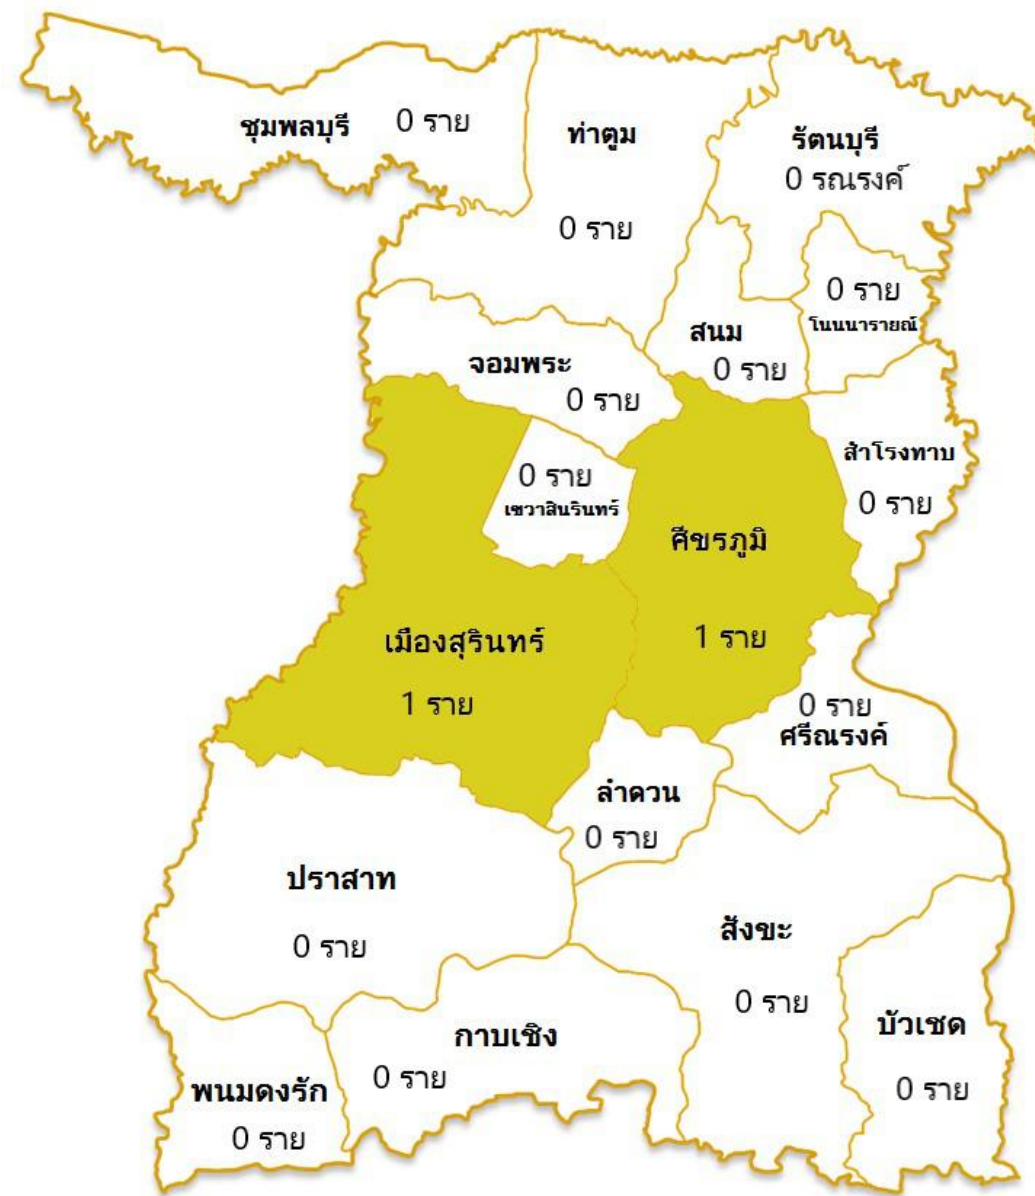 ชุมพลบุรี 0 ราย
ท่าตูม
0 ราย
รัตนบุรี
0 รณรงค์
0 ราย
โนนนารายณ์
สนม
0 ราย
จอมพระ
0 ราย
สำโรงทาบ
0 ราย
0 ราย
เขวาสินรินทร์
ศีขรภูมิ
1 ราย
เมืองสุรินทร์
1 ราย
0 ราย
ศรีณรงค์
ลำดวน
0 ราย
ปราสาท
0 ราย
สังขะ
0 ราย
บัวเชด
0 ราย
กาบเชิง
0 ราย
พนมดงรัก
0 ราย